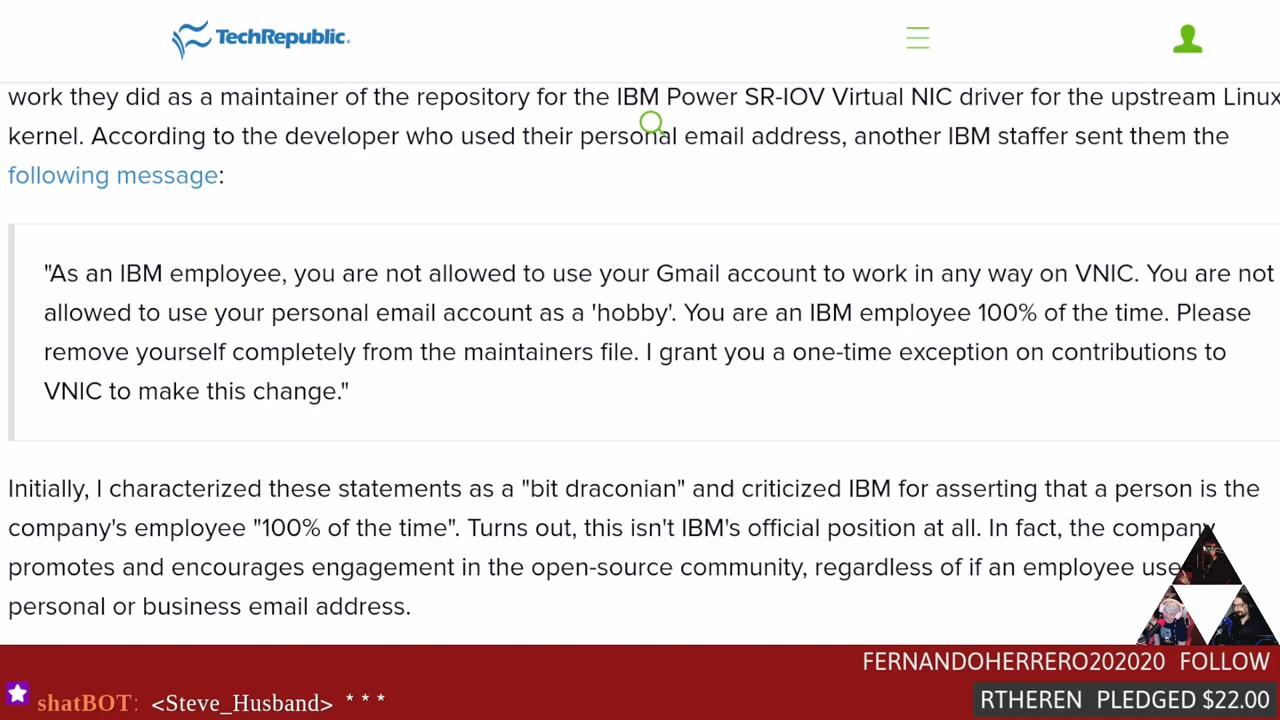 TechRepublic.
work they did as a maintainer of the repository for the IBM Power SR-IOV Virtual NIC driver for the upstream Linux
kernel. According to the developer who used their personal email address, another IBM staffer sent them the
following message:
"As an IBM employee, you are not allowed to use your Gmail account to work in any way on VNIC. You are not
allowed to use your personal email account as a 'hobby'. You are an IBM employee 100% of the time. Please
remove yourself completely from the maintainers file. I grant you a one-time exception on contributions to
VNIC to make this change."
Initially, I characterized these statements as a "bit draconian" and criticized IBM for asserting that a person is the
company's employee "100% of the time". Turns out, this isn't IBM's official position at all. In fact, the company
promotes and encourages engagement in the open-source community, regardless of if an employee use
personal or business email address.
FERNANDOHERRERO202020 FOLLOW
shatBOT: <Steve_Husband> * * *
RTHEREN PLEDGED $22.00